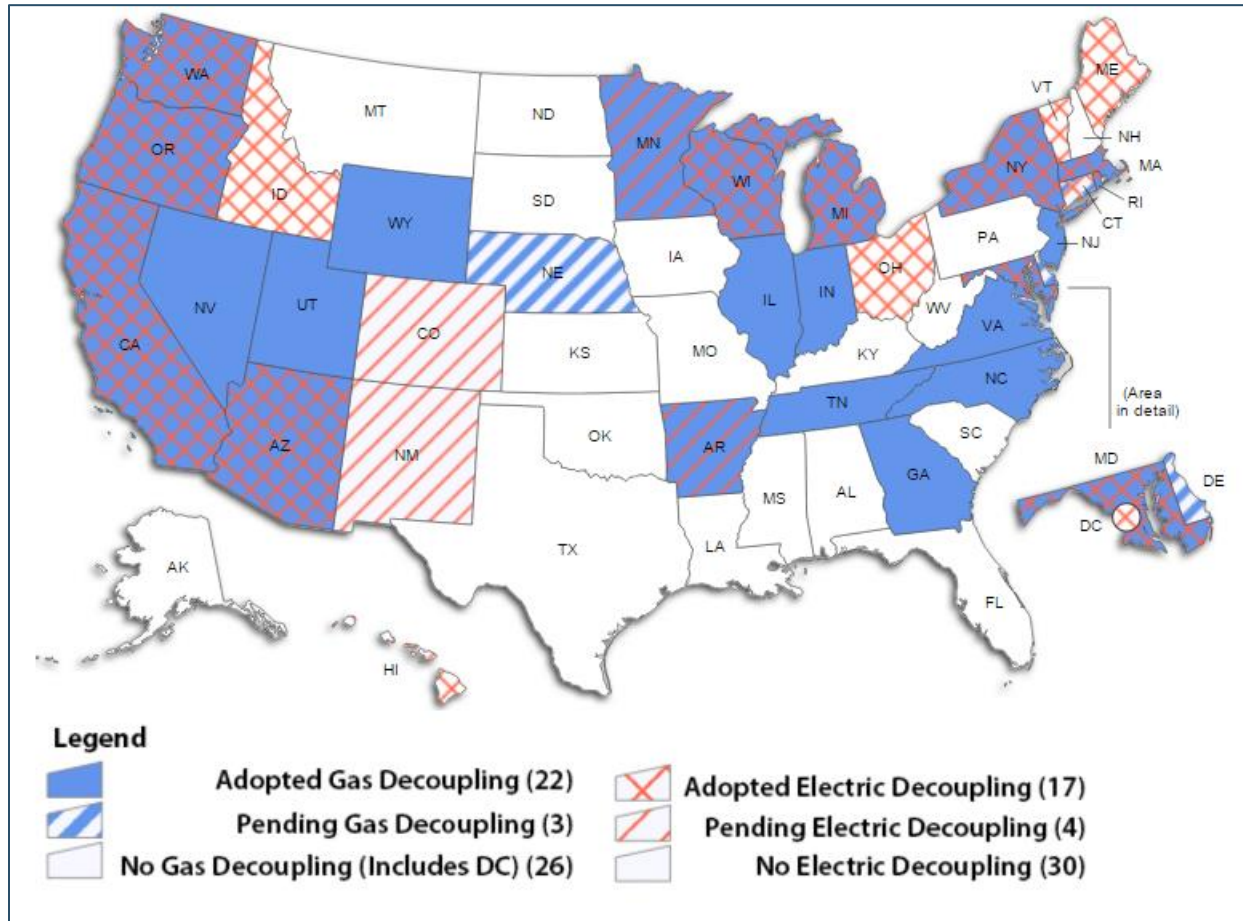 WA
MT
ND
MN
VT
ME
OR
ID
SD
WI
MI
NY
NH
MA
RI
CT
WY
IA
PA
NJ
NV
UT
NE
IL
IN
OH
WV
VA
CA
CO
KS
MO
KY
(Area
in detail)
AZ
NM
OK
AR
TN
NC
SC
MS
AL
GA
MD
DE
DC
TX
LA
FL
AK
HI
Legend
Adopted Gas Decoupling (22)
Adopted Electric Decoupling (17)
Pending Gas Decoupling (3)
Pending Electric Decoupling (4)
No Gas Decoupling (Includes DC) (26)
No Electric Decoupling (30)